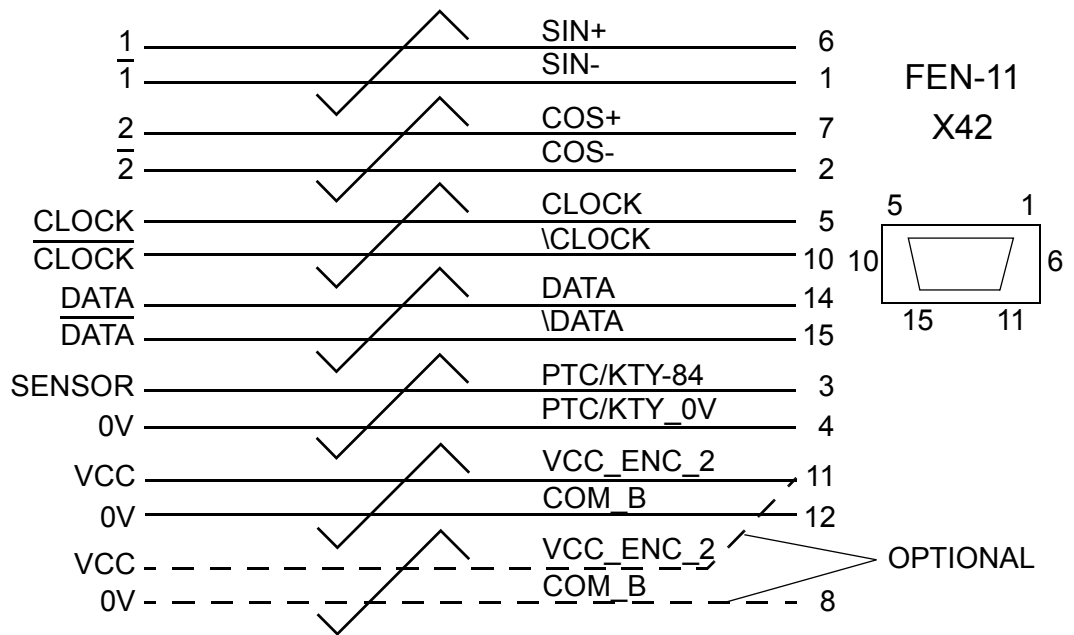 1 SIN+ 6
1̅ SIN- 1
FEN-11
X42
2 COS+ 7
2̅ COS- 2
CLOCK CLOCK 5
C̅L̅O̅C̅K̅ \CLOCK 10
DATA DATA 14
D̅A̅T̅A̅ \DATA 15
5 1
10 6
15 11
SENSOR PTC/KTY-84 3
0V PTC/KTY_0V 4
VCC VCC_ENC_2 11
0V COM_B 12
VCC VCC_ENC_2
OPTIONAL
0V COM_B 8